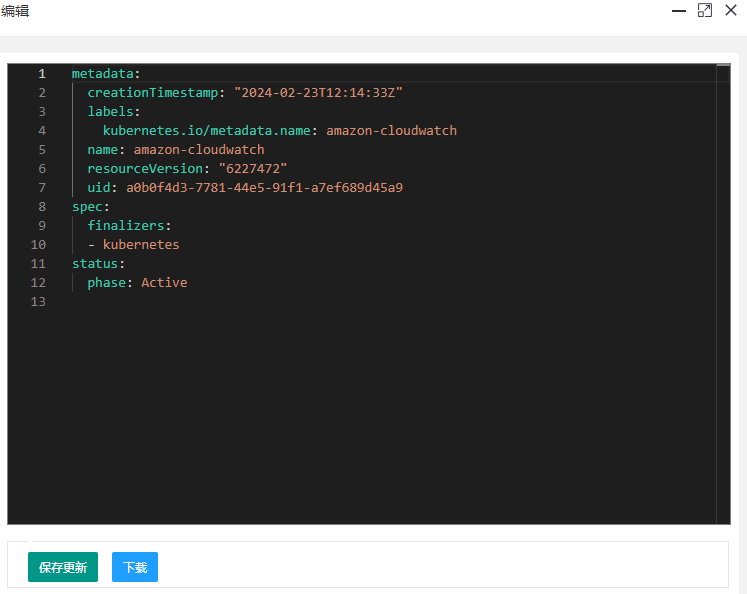 编辑
1 metadata:
2   creationTimestamp: "2024-02-23T12:14:33Z"
3   labels:
4     kubernetes.io/metadata.name: amazon-cloudwatch
5   name: amazon-cloudwatch
6   resourceVersion: "6227472"
7   uid: a0b0f4d3-7781-44e5-91f1-a7ef689d45a9
8 spec:
9   finalizers:
10   - kubernetes
11 status:
12   phase: Active
13
保存更新 下载